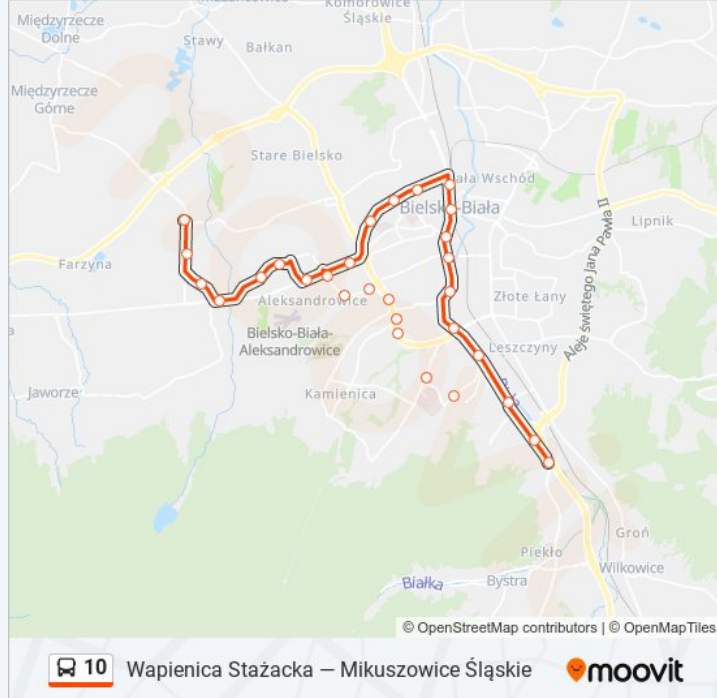 Międzyrzecze
Dolne
Komorowice
Śląskie
Stawy
Bałkan
Międzyrzecze
Górne
Stare Bielsko
Biała Wschód
Bielsko-Biała
Lipnik
Farzyna
Aleje świętego Jana Pawła II
Aleksandrowice
Złote Łany
Bielsko-Biała-
Aleksandrowice
Leszczyny
Jaworze
Kamienica
Biała
Groń
Piekło
Wilkowice
Białka
Bystra
© OpenStreetMap contributors | © OpenMapTiles
10 Wapienica Stażacka — Mikuszowice Śląskie
moovit